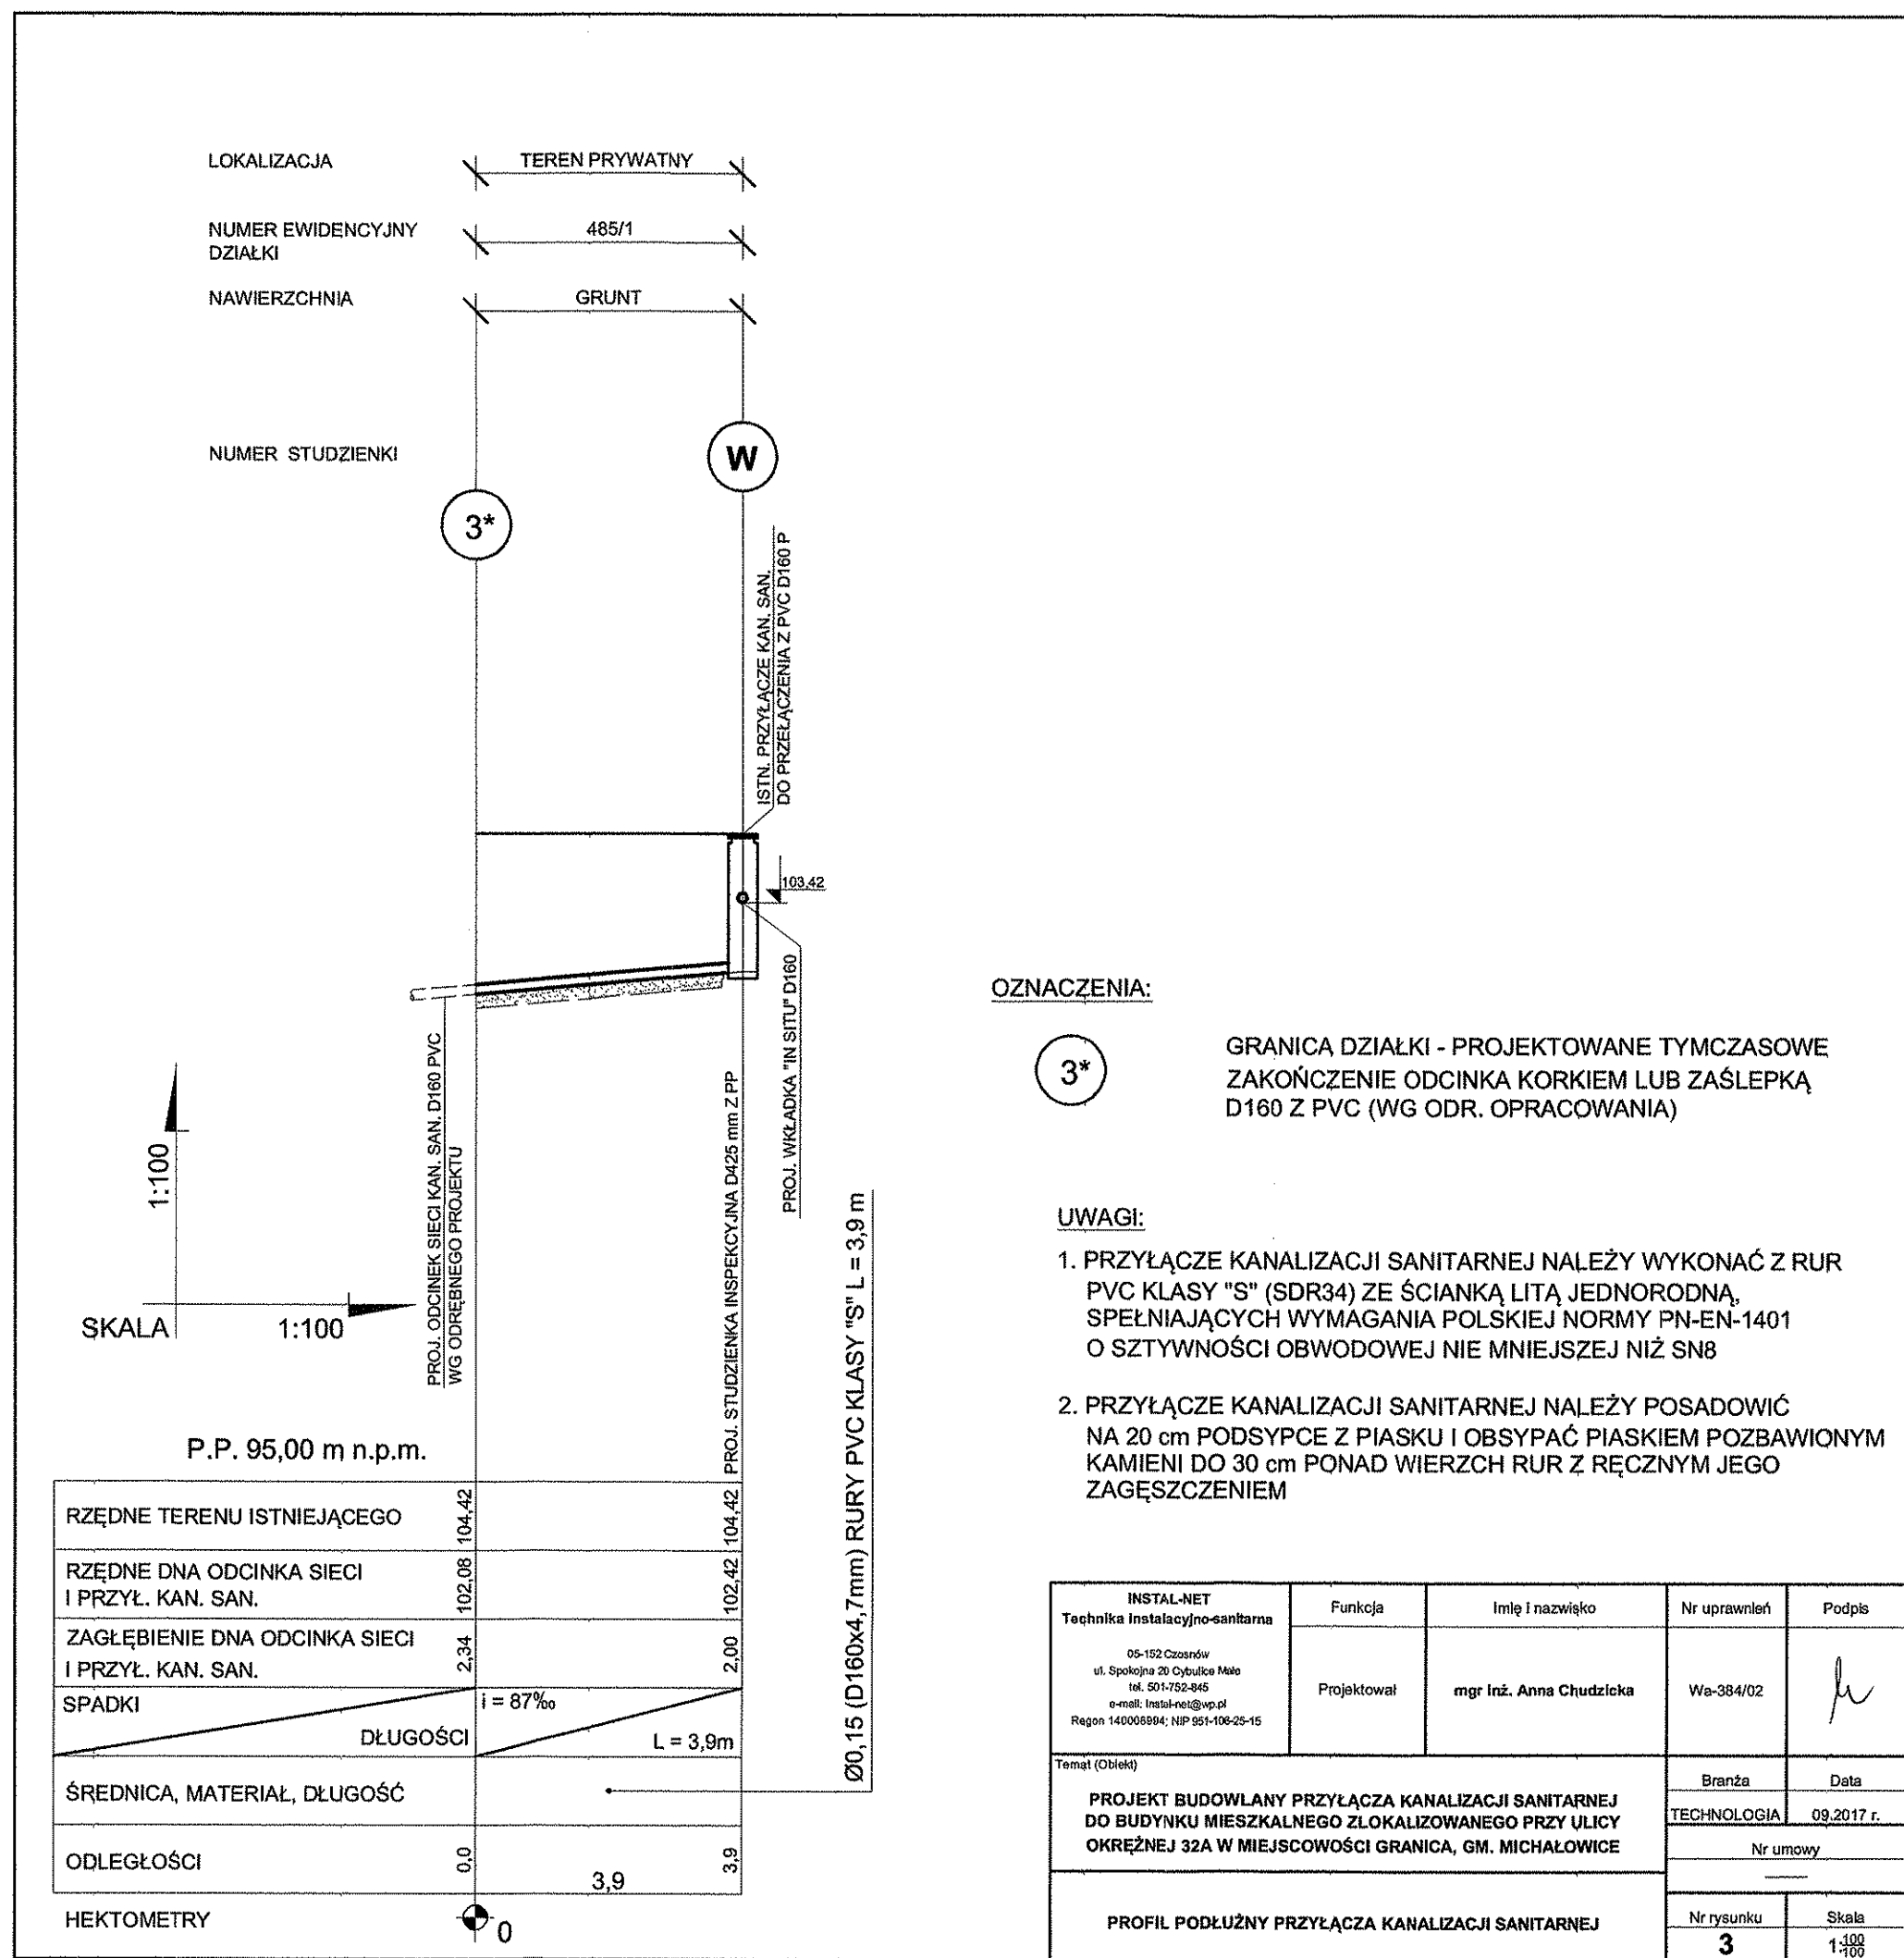 LOKALIZACJA
TEREN PRYWATNY
NUMER EWIDENCYJNY
DZIAŁKI
485/1
NAWIERZCHNIA
GRUNT
NUMER STUDZIENKI
W
3*
ISTN. PRZYŁĄCZE KAN. SAN.
DO PRZEŁĄCZENIA Z PVC D160 P
103,42
PROJ. WKŁADKA "IN SITU" D160
PROJ. ODCINEK SIECI KAN. SAN. D160 PVC
WG ODRĘBNEGO PROJEKTU
PROJ. STUDZIENKA INSPEKCYJNA D425 mm Z PP
Ø0,15 (D160x4,7mm) RURY PVC KLASY "S" L = 3,9 m
1:100
SKALA
1:100
P.P. 95,00 m n.p.m.
RZĘDNE TERENU ISTNIEJĄCEGO
104,42
104,42
RZĘDNE DNA ODCINKA SIECI
I PRZYŁ. KAN. SAN.
102,08
102,42
ZAGŁĘBIENIE DNA ODCINKA SIECI
I PRZYŁ. KAN. SAN.
2,34
2,00
SPADKI
DŁUGOŚCI
i = 87‰
L = 3,9m
ŚREDNICA, MATERIAŁ, DŁUGOŚĆ
ODLEGŁOŚCI
0,0
3,9
3,9
HEKTOMETRY
0
OZNACZENIA:
3*
GRANICA DZIAŁKI - PROJEKTOWANE TYMCZASOWE
ZAKOŃCZENIE ODCINKA KORKIEM LUB ZAŚLEPKĄ
D160 Z PVC (WG ODR. OPRACOWANIA)
UWAGI:
1. PRZYŁĄCZE KANALIZACJI SANITARNEJ NALEŻY WYKONAĆ Z RUR
PVC KLASY "S" (SDR34) ZE ŚCIANKĄ LITĄ JEDNORODNĄ,
SPEŁNIAJĄCYCH WYMAGANIA POLSKIEJ NORMY PN-EN-1401
O SZTYWNOŚCI OBWODOWEJ NIE MNIEJSZEJ NIŻ SN8
2. PRZYŁĄCZE KANALIZACJI SANITARNEJ NALEŻY POSADOWIĆ
NA 20 cm PODSYPCE Z PIASKU I OBSYPAĆ PIASKIEM POZBAWIONYM
KAMIENI DO 30 cm PONAD WIERZCH RUR Z RĘCZNYM JEGO
ZAGĘSZCZENIEM
INSTAL-NET
Technika instalacyjno-sanitarna
05-152 Czosnów
ul. Spokojna 20 Cybulice Małe
tel. 501-752-845
e-mail: instal-net@wp.pl
Regon 140006994; NIP 951-106-25-15
Funkcja
Imię i nazwisko
Nr uprawnień
Podpis
Projektował
mgr inż. Anna Chudzicka
Wa-384/02
Temat (Obiekt)
PROJEKT BUDOWLANY PRZYŁĄCZA KANALIZACJI SANITARNEJ
DO BUDYNKU MIESZKALNEGO ZLOKALIZOWANEGO PRZY ULICY
OKRĘŻNEJ 32A W MIEJSCOWOŚCI GRANICA, GM. MICHAŁOWICE
Branża
Data
TECHNOLOGIA
09.2017 r.
Nr umowy
PROFIL PODŁUŻNY PRZYŁĄCZA KANALIZACJI SANITARNEJ
Nr rysunku
Skala
3
1:100/100